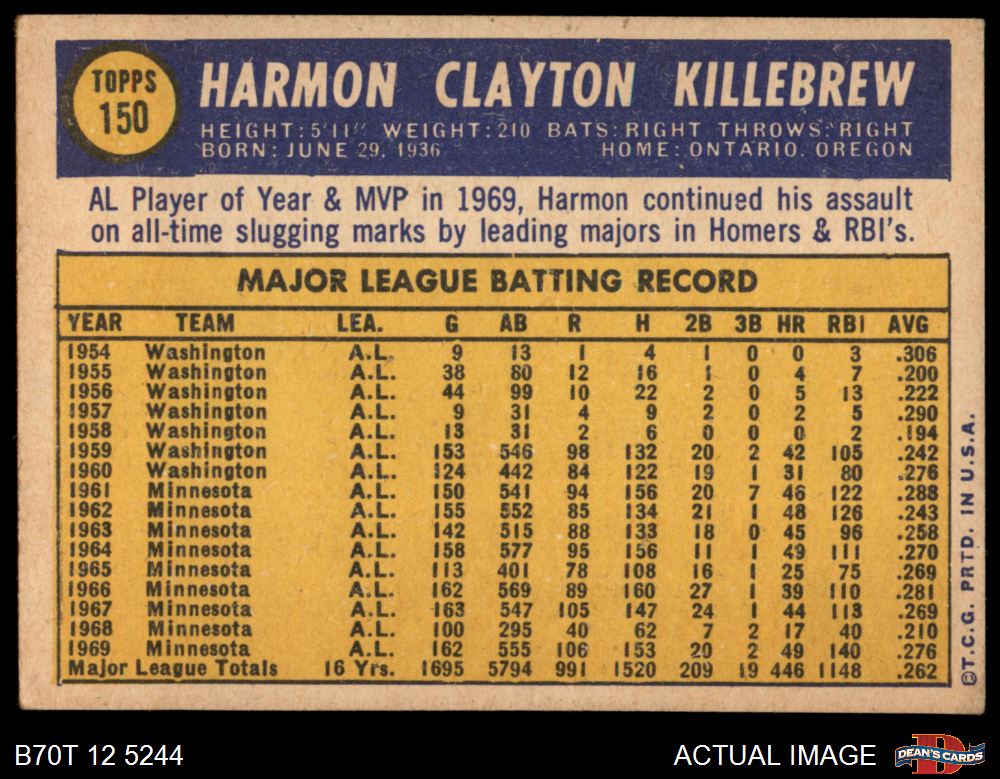 TOPPS
150
HARMON CLAYTON KILLEBREW
HEIGHT: 5'11" WEIGHT: 210 BATS: RIGHT THROWS: RIGHT
BORN: JUNE 29, 1936 HOME: ONTARIO, OREGON
AL Player of Year & MVP in 1969, Harmon continued his assault
on all-time slugging marks by leading majors in Homers & RBI's.
MAJOR LEAGUE BATTING RECORD
YEAR TEAM LEA. G AB R H 2B 3B HR RBI AVG
1954 Washington A.L. 9 13 1 4 1 0 0 3 .306
1955 Washington A.L. 38 80 12 16 1 0 4 7 .200
1956 Washington A.L. 44 99 10 22 2 0 5 13 .222
1957 Washington A.L. 9 31 4 9 2 0 2 5 .290
1958 Washington A.L. 13 31 2 6 0 0 0 2 .194
1959 Washington A.L. 153 546 98 132 20 2 42 105 .242
1960 Washington A.L. 124 442 84 122 19 1 31 80 .276
1961 Minnesota A.L. 150 541 94 156 20 7 46 122 .288
1962 Minnesota A.L. 155 552 85 134 21 1 48 126 .243
1963 Minnesota A.L. 142 515 88 133 18 0 45 96 .258
1964 Minnesota A.L. 158 577 95 156 11 1 49 111 .270
1965 Minnesota A.L. 113 401 78 108 16 1 25 75 .269
1966 Minnesota A.L. 162 569 89 160 27 1 39 110 .281
1967 Minnesota A.L. 163 547 105 147 24 1 44 113 .269
1968 Minnesota A.L. 100 295 40 62 7 2 17 40 .210
1969 Minnesota A.L. 162 555 106 153 20 2 49 140 .276
Major League Totals 16 Yrs. 1695 5794 991 1520 209 19 446 1148 .262
©T.C.G. PRTD. IN U.S.A.
B70T 12 5244 ACTUAL IMAGE
DEAN'S CARDS